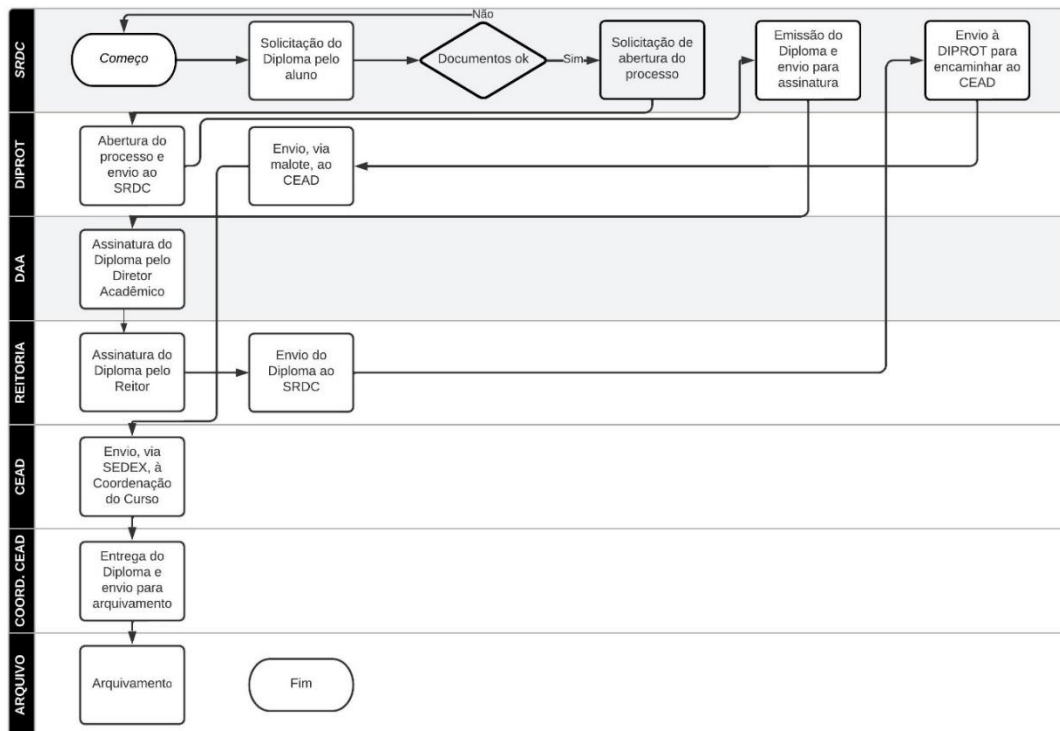 SRDC
Não
Começo
Solicitação do
Diploma pelo
aluno
Documentos ok
Sim
Solicitação de
abertura do
processo
Emissão do
Diploma e
envio para
assinatura
Envio à
DIPROT para
encaminhar ao
CEAD
DIPROT
Abertura do
processo e
envio ao
SRDC
Envio, via
malote, ao
CEAD
DAA
Assinatura do
Diploma pelo
Diretor
Acadêmico
REITORIA
Assinatura do
Diploma pelo
Reitor
Envio do
Diploma ao
SRDC
CEAD
Envio, via
SEDEX, à
Coordenação
do Curso
COORD. CEAD
Entrega do
Diploma e
envio para
arquivamento
ARQUIVO
Arquivamento
Fim